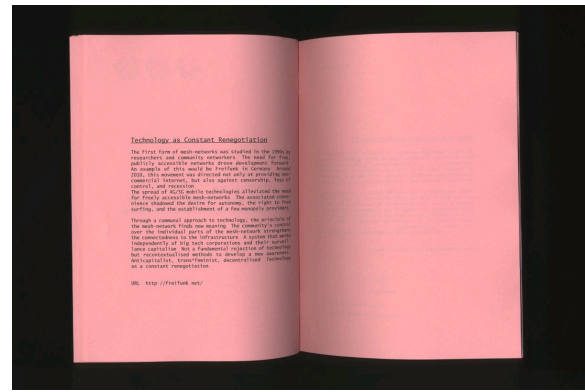 Technology as Constant Renegotiation
The first form of mesh-networks was studied in the 1990s by
researchers and community networkers The need for free,
publicly accessible networks drove development forward
An example of this would be Freifunk in Germany Around
2010, this movement was directed not only at providing non-
commercial internet, but also against censorship, loss of
control, and recession
The spread of 4G/5G mobile technologies alleviated the need
for freely accessible mesh-networks The associated conve-
nience shadowed the desire for autonomy, the right to free
surfing, and the establishment of a few monopoly providers
Through a communal approach to technology, the principle of
the mesh-network finds new meaning The community's control
over the individual parts of the mesh-network strengthens
the connectedness to the infrastructure A system that works
independently of big tech corporations and their surveil-
lance capitalism Not a fundamental rejection of technology
but recontextualised methods to develop a new awareness
Anticapitalist, trans*feminist, decentralised Technology
as a constant renegotiation
URL http //freifunk net/